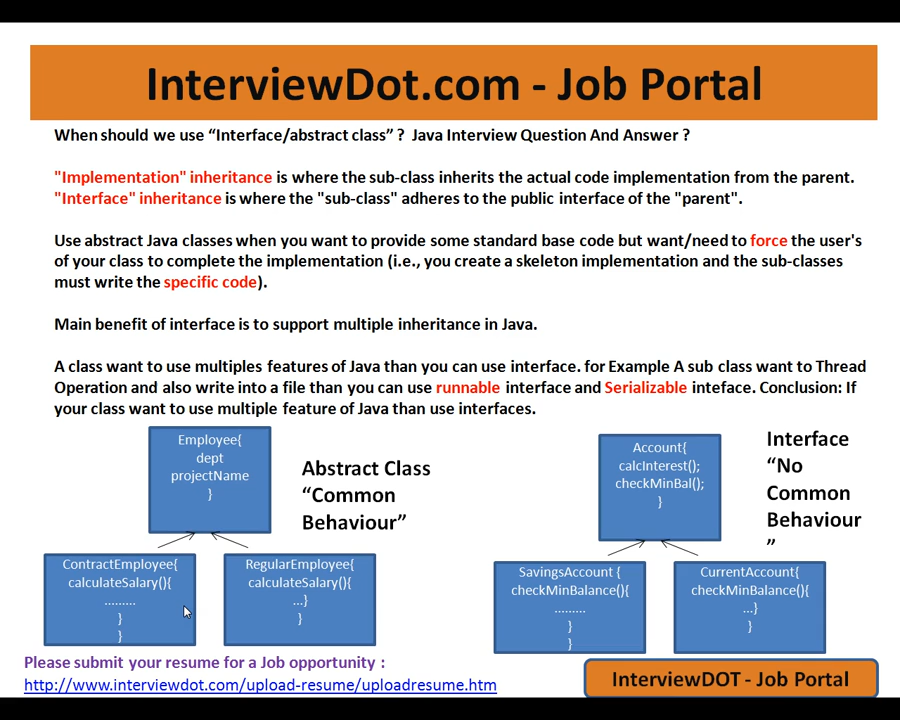 InterviewDot.com - Job Portal
When should we use “Interface/abstract class” ? Java Interview Question And Answer ?
"Implementation" inheritance is where the sub-class inherits the actual code implementation from the parent.
"Interface" inheritance is where the "sub-class" adheres to the public interface of the "parent".
Use abstract Java classes when you want to provide some standard base code but want/need to force the user's
of your class to complete the implementation (i.e., you create a skeleton implementation and the sub-classes
must write the specific code).
Main benefit of interface is to support multiple inheritance in Java.
A class want to use multiples features of Java than you can use interface. for Example A sub class want to Thread
Operation and also write into a file than you can use runnable interface and Serializable inteface. Conclusion: If
your class want to use multiple feature of Java than use interfaces.
Employee{
dept
projectName
}
Abstract Class
“Common
Behaviour”
ContractEmployee{
calculateSalary(){
.........
}
}
RegularEmployee{
calculateSalary(){
...}
}
Account{
calcInterest();
checkMinBal();
}
Interface
“No
Common
Behaviour
”
SavingsAccount {
checkMinBalance(){
.........
}
}
CurrentAccount{
checkMinBalance(){
...}
}
Please submit your resume for a Job opportunity :
http://www.interviewdot.com/upload-resume/uploadresume.htm
InterviewDOT - Job Portal